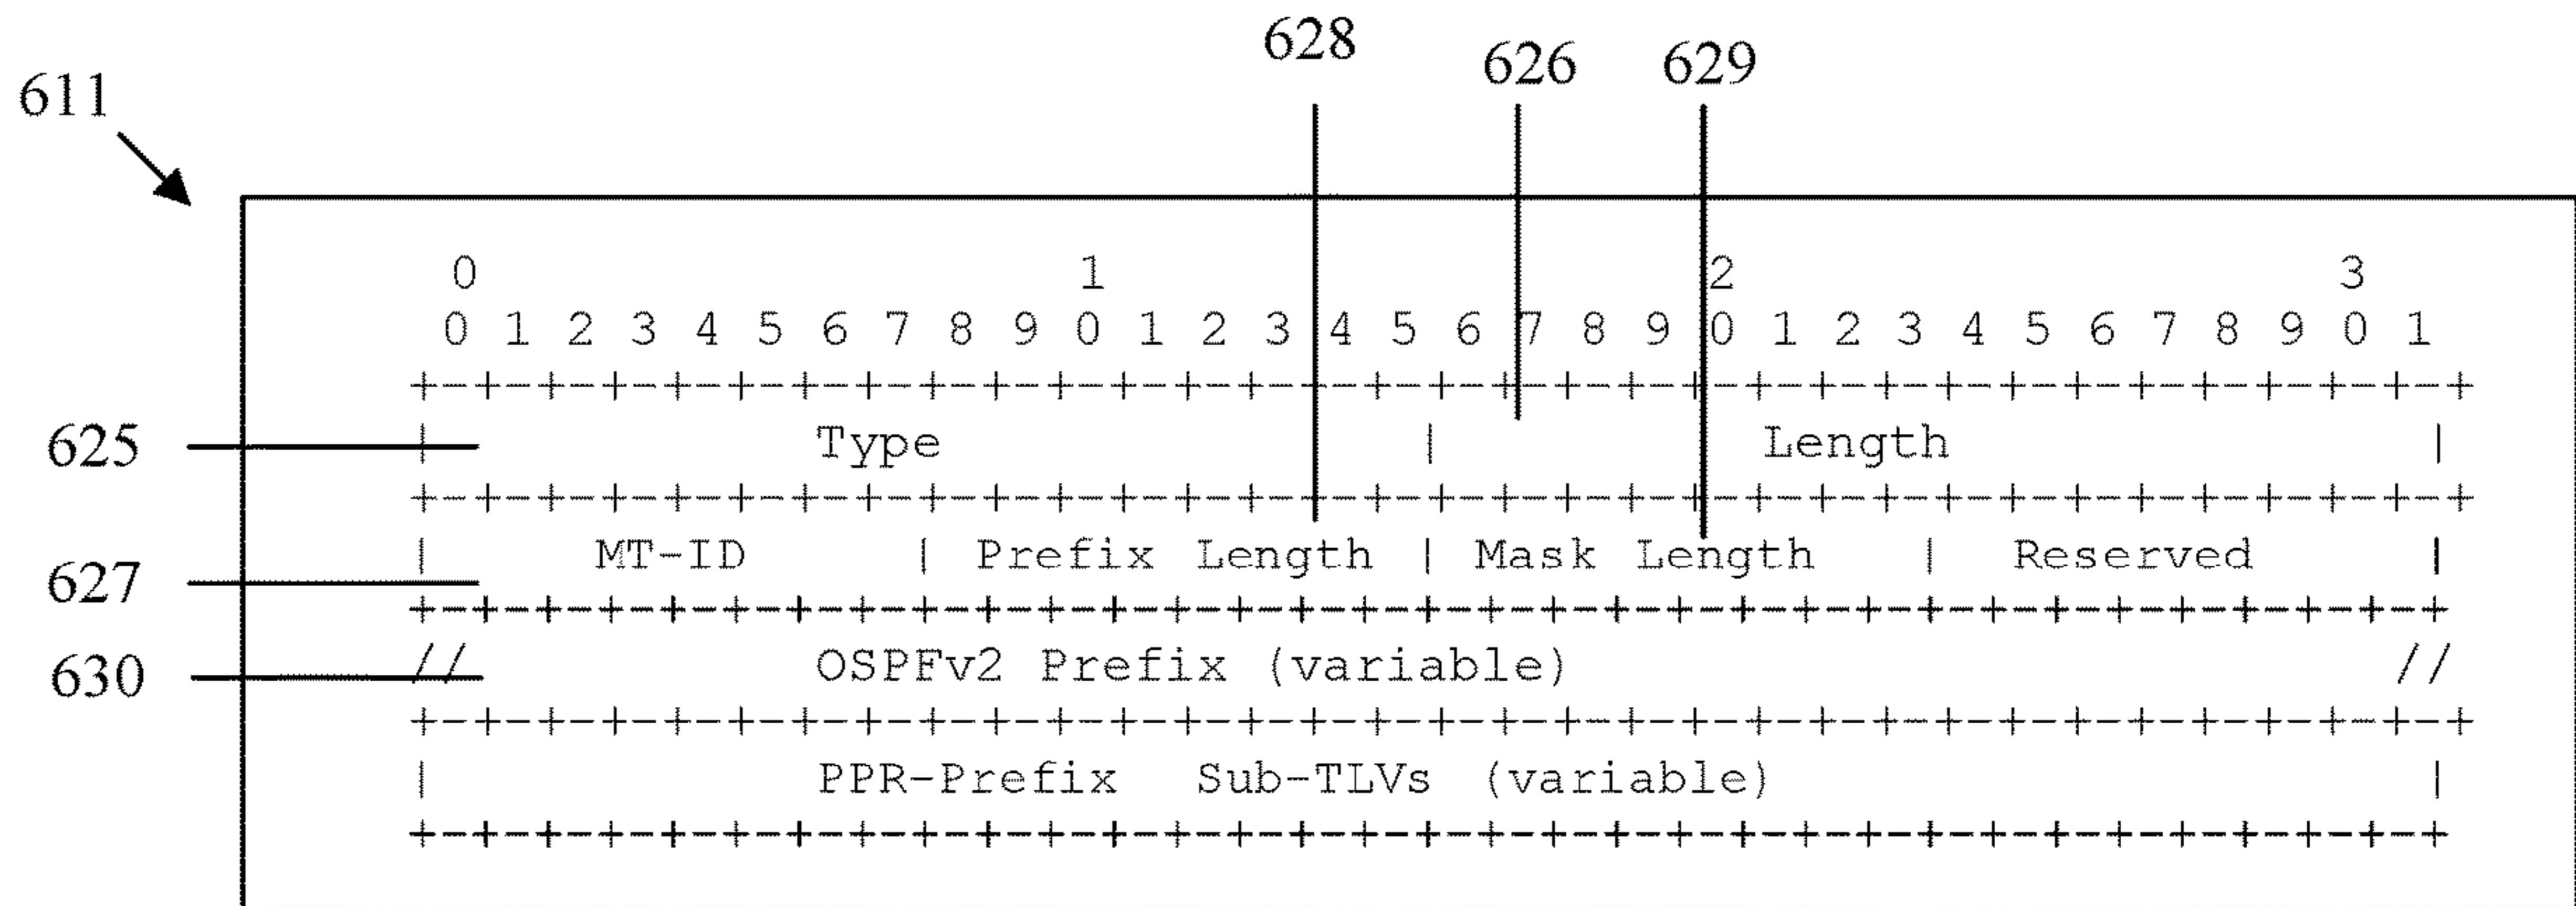 628
626 629
611
0 1 2 3
0 1 2 3 4 5 6 7 8 9 0 1 2 3 4 5 6 7 8 9 0 1 2 3 4 5 6 7 8 9 0 1
+-+-+-+-+-+-+-+-+-+-+-+-+-+-+-+-+-+-+-+-+-+-+-+-+-+-+-+-+-+-+-+-+
625 | Type | Length |
+-+-+-+-+-+-+-+-+-+-+-+-+-+-+-+-+-+-+-+-+-+-+-+-+-+-+-+-+-+-+-+-+
627 | MT-ID | Prefix Length | Mask Length | Reserved |
+-+-+-+-+-+-+-+-+-+-+-+-+-+-+-+-+-+-+-+-+-+-+-+-+-+-+-+-+-+-+-+-+
630 // OSPFv2 Prefix (variable) //
+-+-+-+-+-+-+-+-+-+-+-+-+-+-+-+-+-+-+-+-+-+-+-+-+-+-+-+-+-+-+-+-+
| PPR-Prefix Sub-TLVs (variable) |
+-+-+-+-+-+-+-+-+-+-+-+-+-+-+-+-+-+-+-+-+-+-+-+-+-+-+-+-+-+-+-+-+